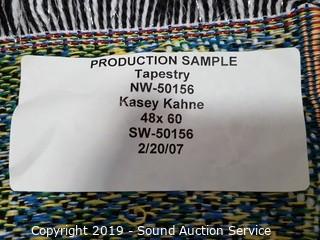 PRODUCTION SAMPLE
Tapestry
NW-50156
Kasey Kahne
48x 60
SW-50156
2/20/07
Copyright 2019 - Sound Auction Service